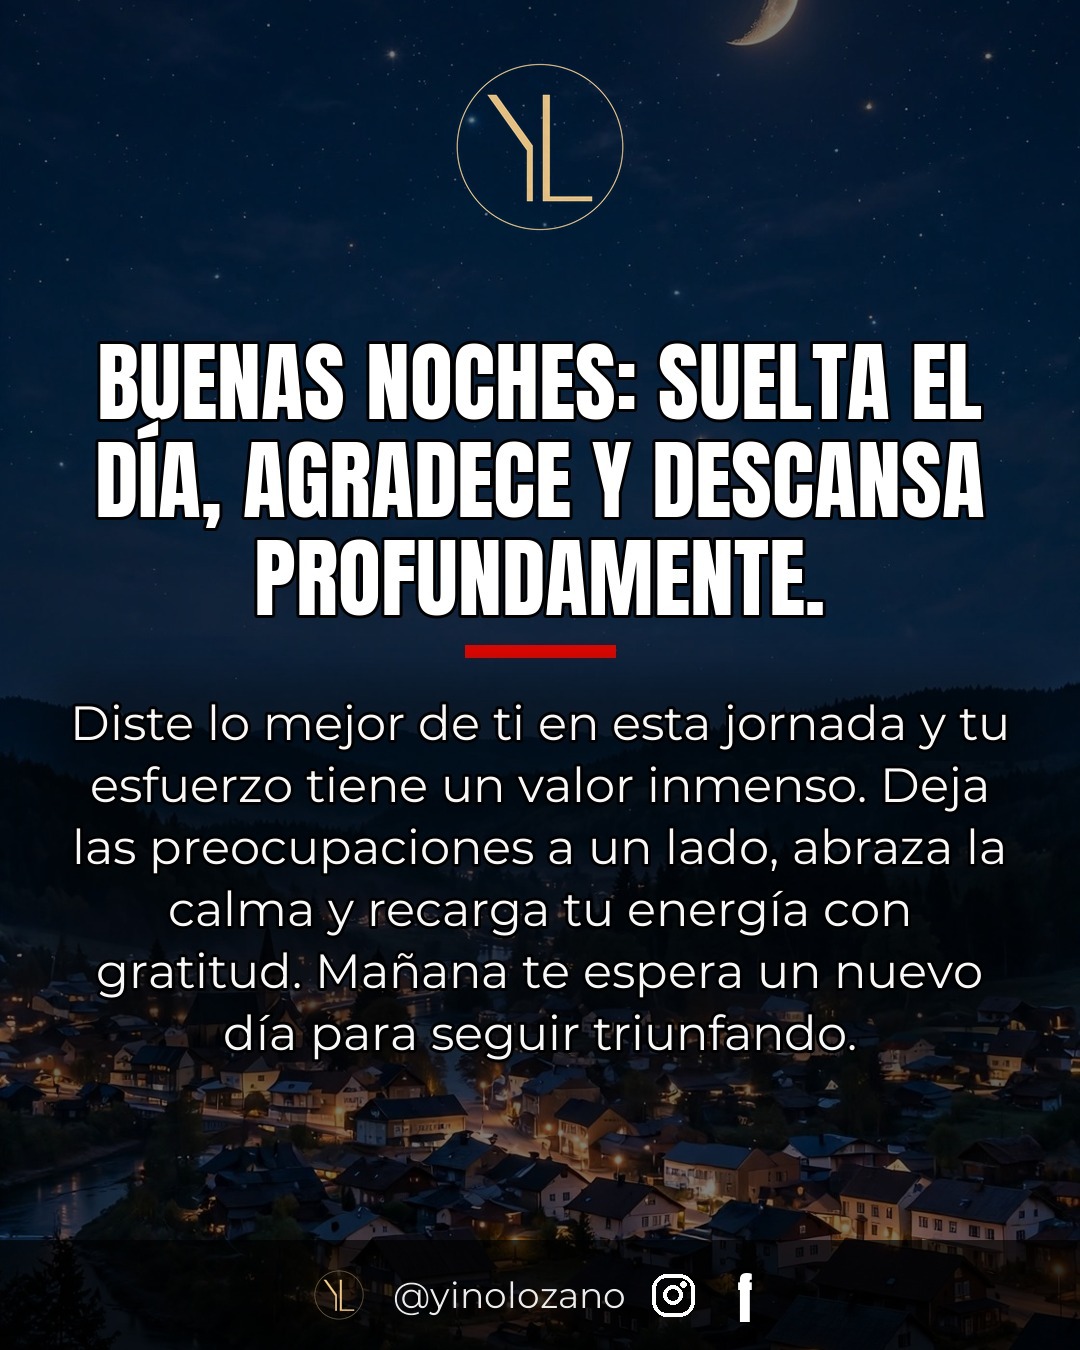 YL
BUENAS NOCHES: SUELTA EL
DÍA, AGRADECE Y DESCANSA
PROFUNDAMENTE.
Diste lo mejor de ti en esta jornada y tu
esfuerzo tiene un valor inmenso. Deja
las preocupaciones a un lado, abraza la
calma y recarga tu energía con
gratitud. Mañana te espera un nuevo
día para seguir triunfando.
YL @yinolozano